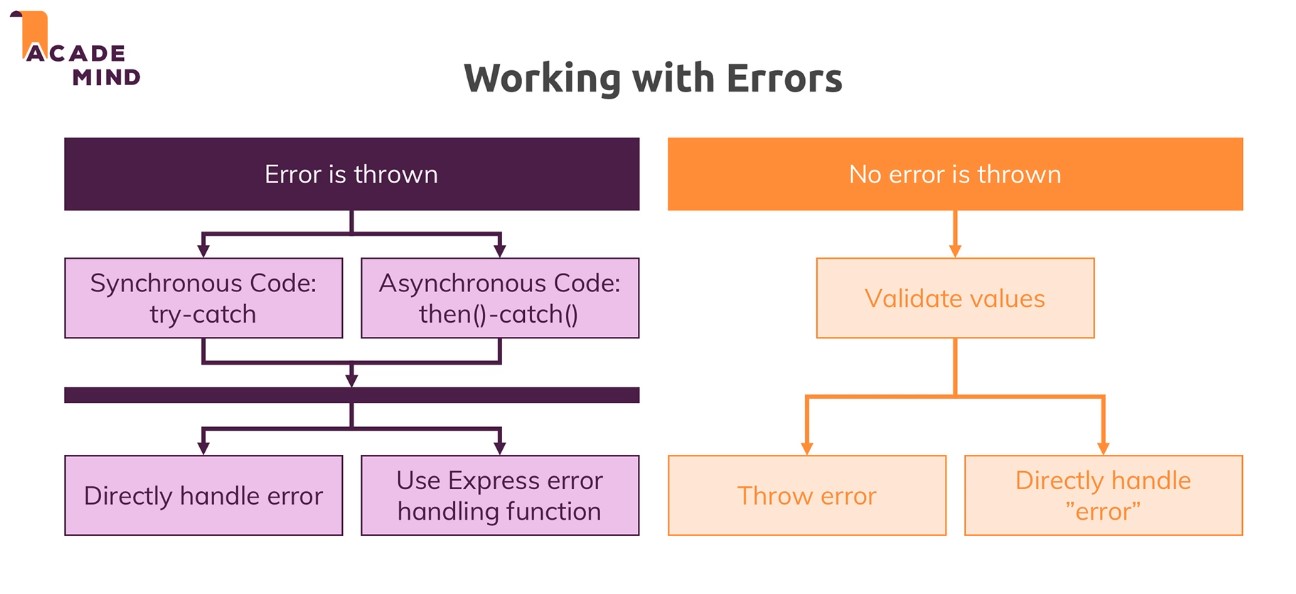 ACADE
MIND
Working with Errors
Error is thrown
No error is thrown
Synchronous Code:
try-catch
Asynchronous Code:
then()-catch()
Validate values
Directly handle error
Use Express error
handling function
Throw error
Directly handle
”error”